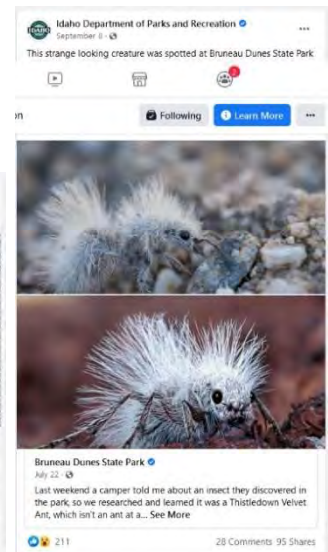 Idaho Department of Parks and Recreation
September 8 ·
This strange looking creature was spotted at Bruneau Dunes State Park
2
on
Following
Learn More
Bruneau Dunes State Park
July 22 ·
Last weekend a camper told me about an insect they discovered in
the park, so we researched and learned it was a Thistledown Velvet
Ant, which isn't an ant at a... See More
211
28 Comments 95 Shares